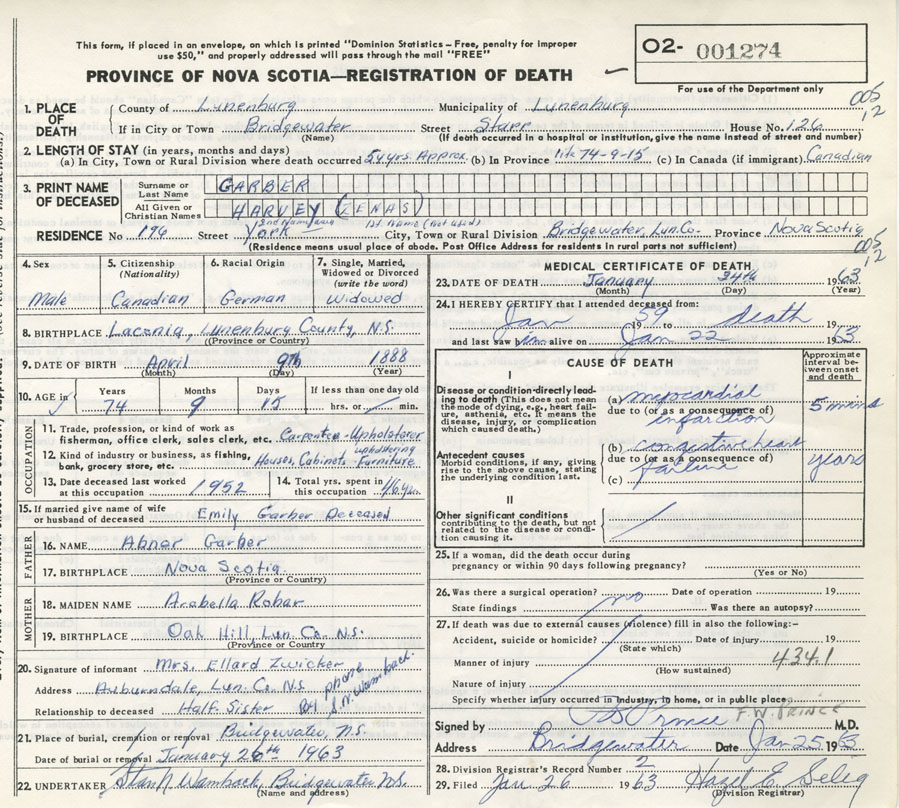 This form, if placed in an envelope, on which is printed "Dominion Statistics – Free, penalty for improper
use $50," and properly addressed will pass through the mail "FREE"
PROVINCE OF NOVA SCOTIA—REGISTRATION OF DEATH
O2- 001274
For use of the Department only
005
12
1. PLACE OF DEATH
County of Lunenburg Municipality of Lunenburg
If in City or Town Bridgewater Street Starr House No. 126
(Name) (If death occurred in a hospital or institution, give the name instead of street and number)
2. LENGTH OF STAY (in years, months and days)
(a) In City, Town or Rural Division where death occurred 54 yrs. Approx. (b) In Province life 74-9-15 (c) In Canada (if immigrant) Canadian
3. PRINT NAME OF DECEASED
Surname or Last Name GARBER
All Given or Christian Names HARVEY (ZENAS)
1st Name (Not used)
RESIDENCE No 196 Street York City, Town or Rural Division Bridgewater, Lun. Co. Province Nova Scotia
(Residence means usual place of abode. Post Office Address for residents in rural parts not sufficient)
005
12
4. Sex 5. Citizenship (Nationality) 6. Racial Origin 7. Single, Married, Widowed or Divorced (write the word)
Male Canadian German Widowed
8. BIRTHPLACE Laconia, Lunenburg County, N.S.
(Province or Country)
9. DATE OF BIRTH April 9th 1888
(Month) (Day) (Year)
10. AGE in Years Months Days If less than one day old
74 9 15 hrs. or min.
OCCUPATION
11. Trade, profession, or kind of work as fisherman, office clerk, sales clerk, etc. Carpenter-Upholsterer
12. Kind of industry or business, as fishing, bank, grocery store, etc. Houses, Cabinets upholstering Furniture
13. Date deceased last worked at this occupation 1952 14. Total yrs. spent in this occupation 46 yrs.
15. If married give name of wife or husband of deceased Emily Garber Deceased
FATHER
16. NAME Abner Garber
17. BIRTHPLACE Nova Scotia
(Province or Country)
MOTHER
18. MAIDEN NAME Arabella Robar
19. BIRTHPLACE Oak Hill, Lun. Co. N.S.
(Province or Country)
20. Signature of informant Mrs. Ellard Zwicker
Address Auburndale, Lun. Co. N.S.
Relationship to deceased Half Sister
By phone S.N. Wamback
21. Place of burial, cremation or removal Bridgewater, N.S.
Date of burial or removal January 26th 1963
22. UNDERTAKER Stan N Wamback, Bridgewater N.S.
(Name and address)
MEDICAL CERTIFICATE OF DEATH
23. DATE OF DEATH January 24th 1963
(Month) (Day) (Year)
24. I HEREBY CERTIFY that I attended deceased from:
Jan 1959 to death 19
and last saw him alive on Jan 22 1963
CAUSE OF DEATH
Approximate interval between onset and death
I
Disease or condition directly leading to death (This does not mean the mode of dying, e.g., heart failure, asthenia, etc. It means the disease, injury, or complication which caused death.)
(a) myocardial
due to (or as a consequence of)
infarction
5 mins
Antecedent causes
Morbid conditions, if any, giving rise to the above cause, stating the underlying condition last.
(b) congestive heart
due to (or as a consequence of)
failure
(c)
years
II
Other significant conditions
contributing to the death, but not related to the disease or condition causing it.
25. If a woman, did the death occur during
pregnancy or within 90 days following pregnancy?
(Yes or No)
26. Was there a surgical operation? no Date of operation 19
State findings Was there an autopsy?
27. If death was due to external causes (violence) fill in also the following:–
Accident, suicide or homicide? Date of injury 19
(State which)
Manner of injury 434.1
(How sustained)
Nature of injury
Specify whether injury occurred in industry, in home, or in public place
Signed by F.W. PRINCE M.D.
Address Bridgewater Date Jan 25 1963
28. Division Registrar's Record Number 2
29. Filed Jan 26 1963 Hazel E. Seleg
(Division Registrar)